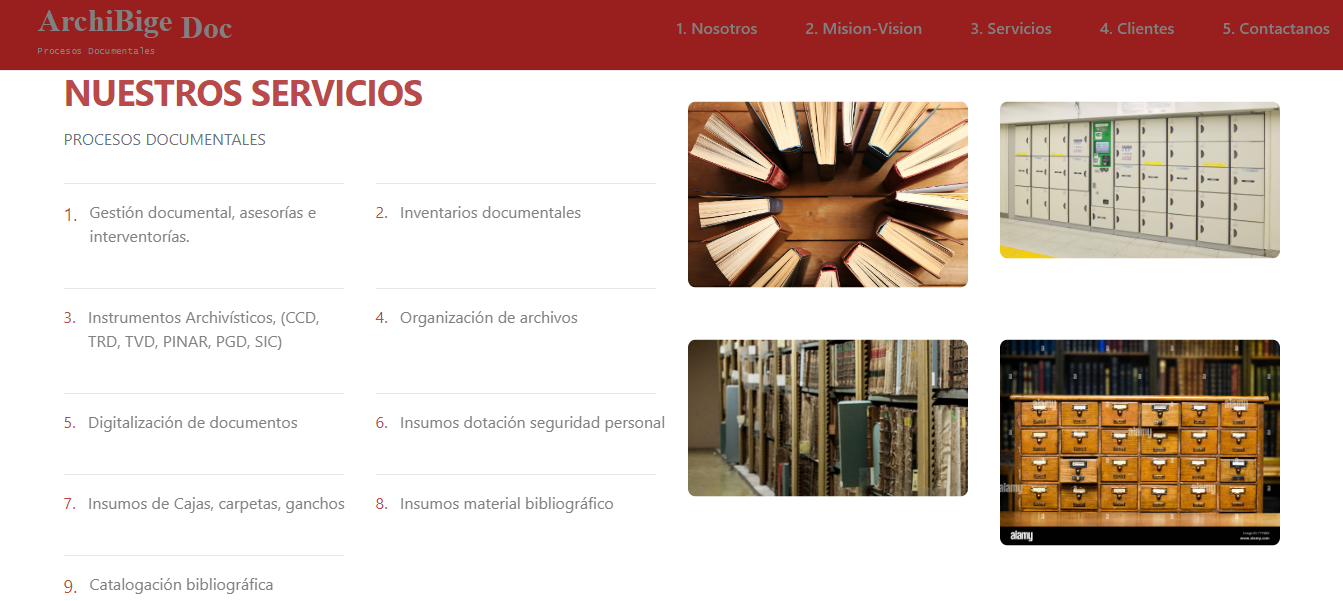 ArchiBige Doc
Procesos Documentales
1. Nosotros
2. Mision-Vision
3. Servicios
4. Clientes
5. Contactanos
NUESTROS SERVICIOS
PROCESOS DOCUMENTALES
1. Gestión documental, asesorías e
interventorías.
2. Inventarios documentales
3. Instrumentos Archivísticos, (CCD,
TRD, TVD, PINAR, PGD, SIC)
4. Organización de archivos
5. Digitalización de documentos
6. Insumos dotación seguridad personal
7. Insumos de Cajas, carpetas, ganchos
8. Insumos material bibliográfico
9. Catalogación bibliográfica
alamy
alamy
alamy
alamy
alamy
www.alamy.com